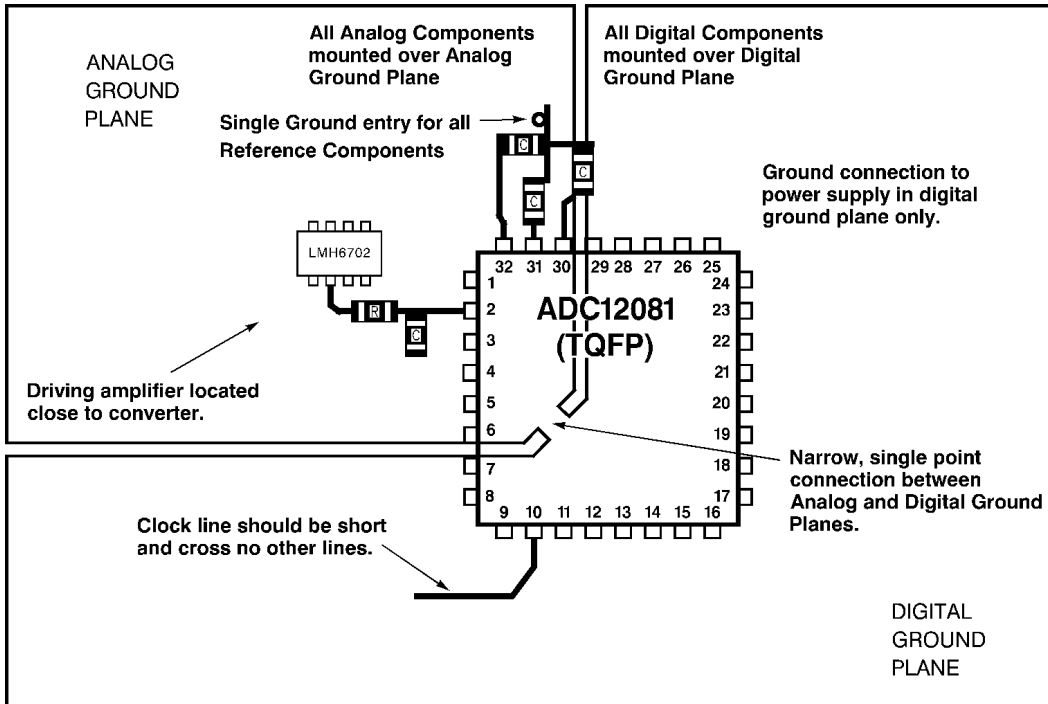 All Analog Components
mounted over Analog
Ground Plane
All Digital Components
mounted over Digital
Ground Plane
ANALOG
GROUND
PLANE
Single Ground entry for all
Reference Components
C
C
C
Ground connection to
power supply in digital
ground plane only.
LMH6702
R
C
32 31 30 29 28 27 26 25
1
2
3
4
5
6
7
8
ADC12081
(TQFP)
24
23
22
21
20
19
18
17
9 10 11 12 13 14 15 16
Driving amplifier located
close to converter.
Narrow, single point
connection between
Analog and Digital Ground
Planes.
Clock line should be short
and cross no other lines.
DIGITAL
GROUND
PLANE